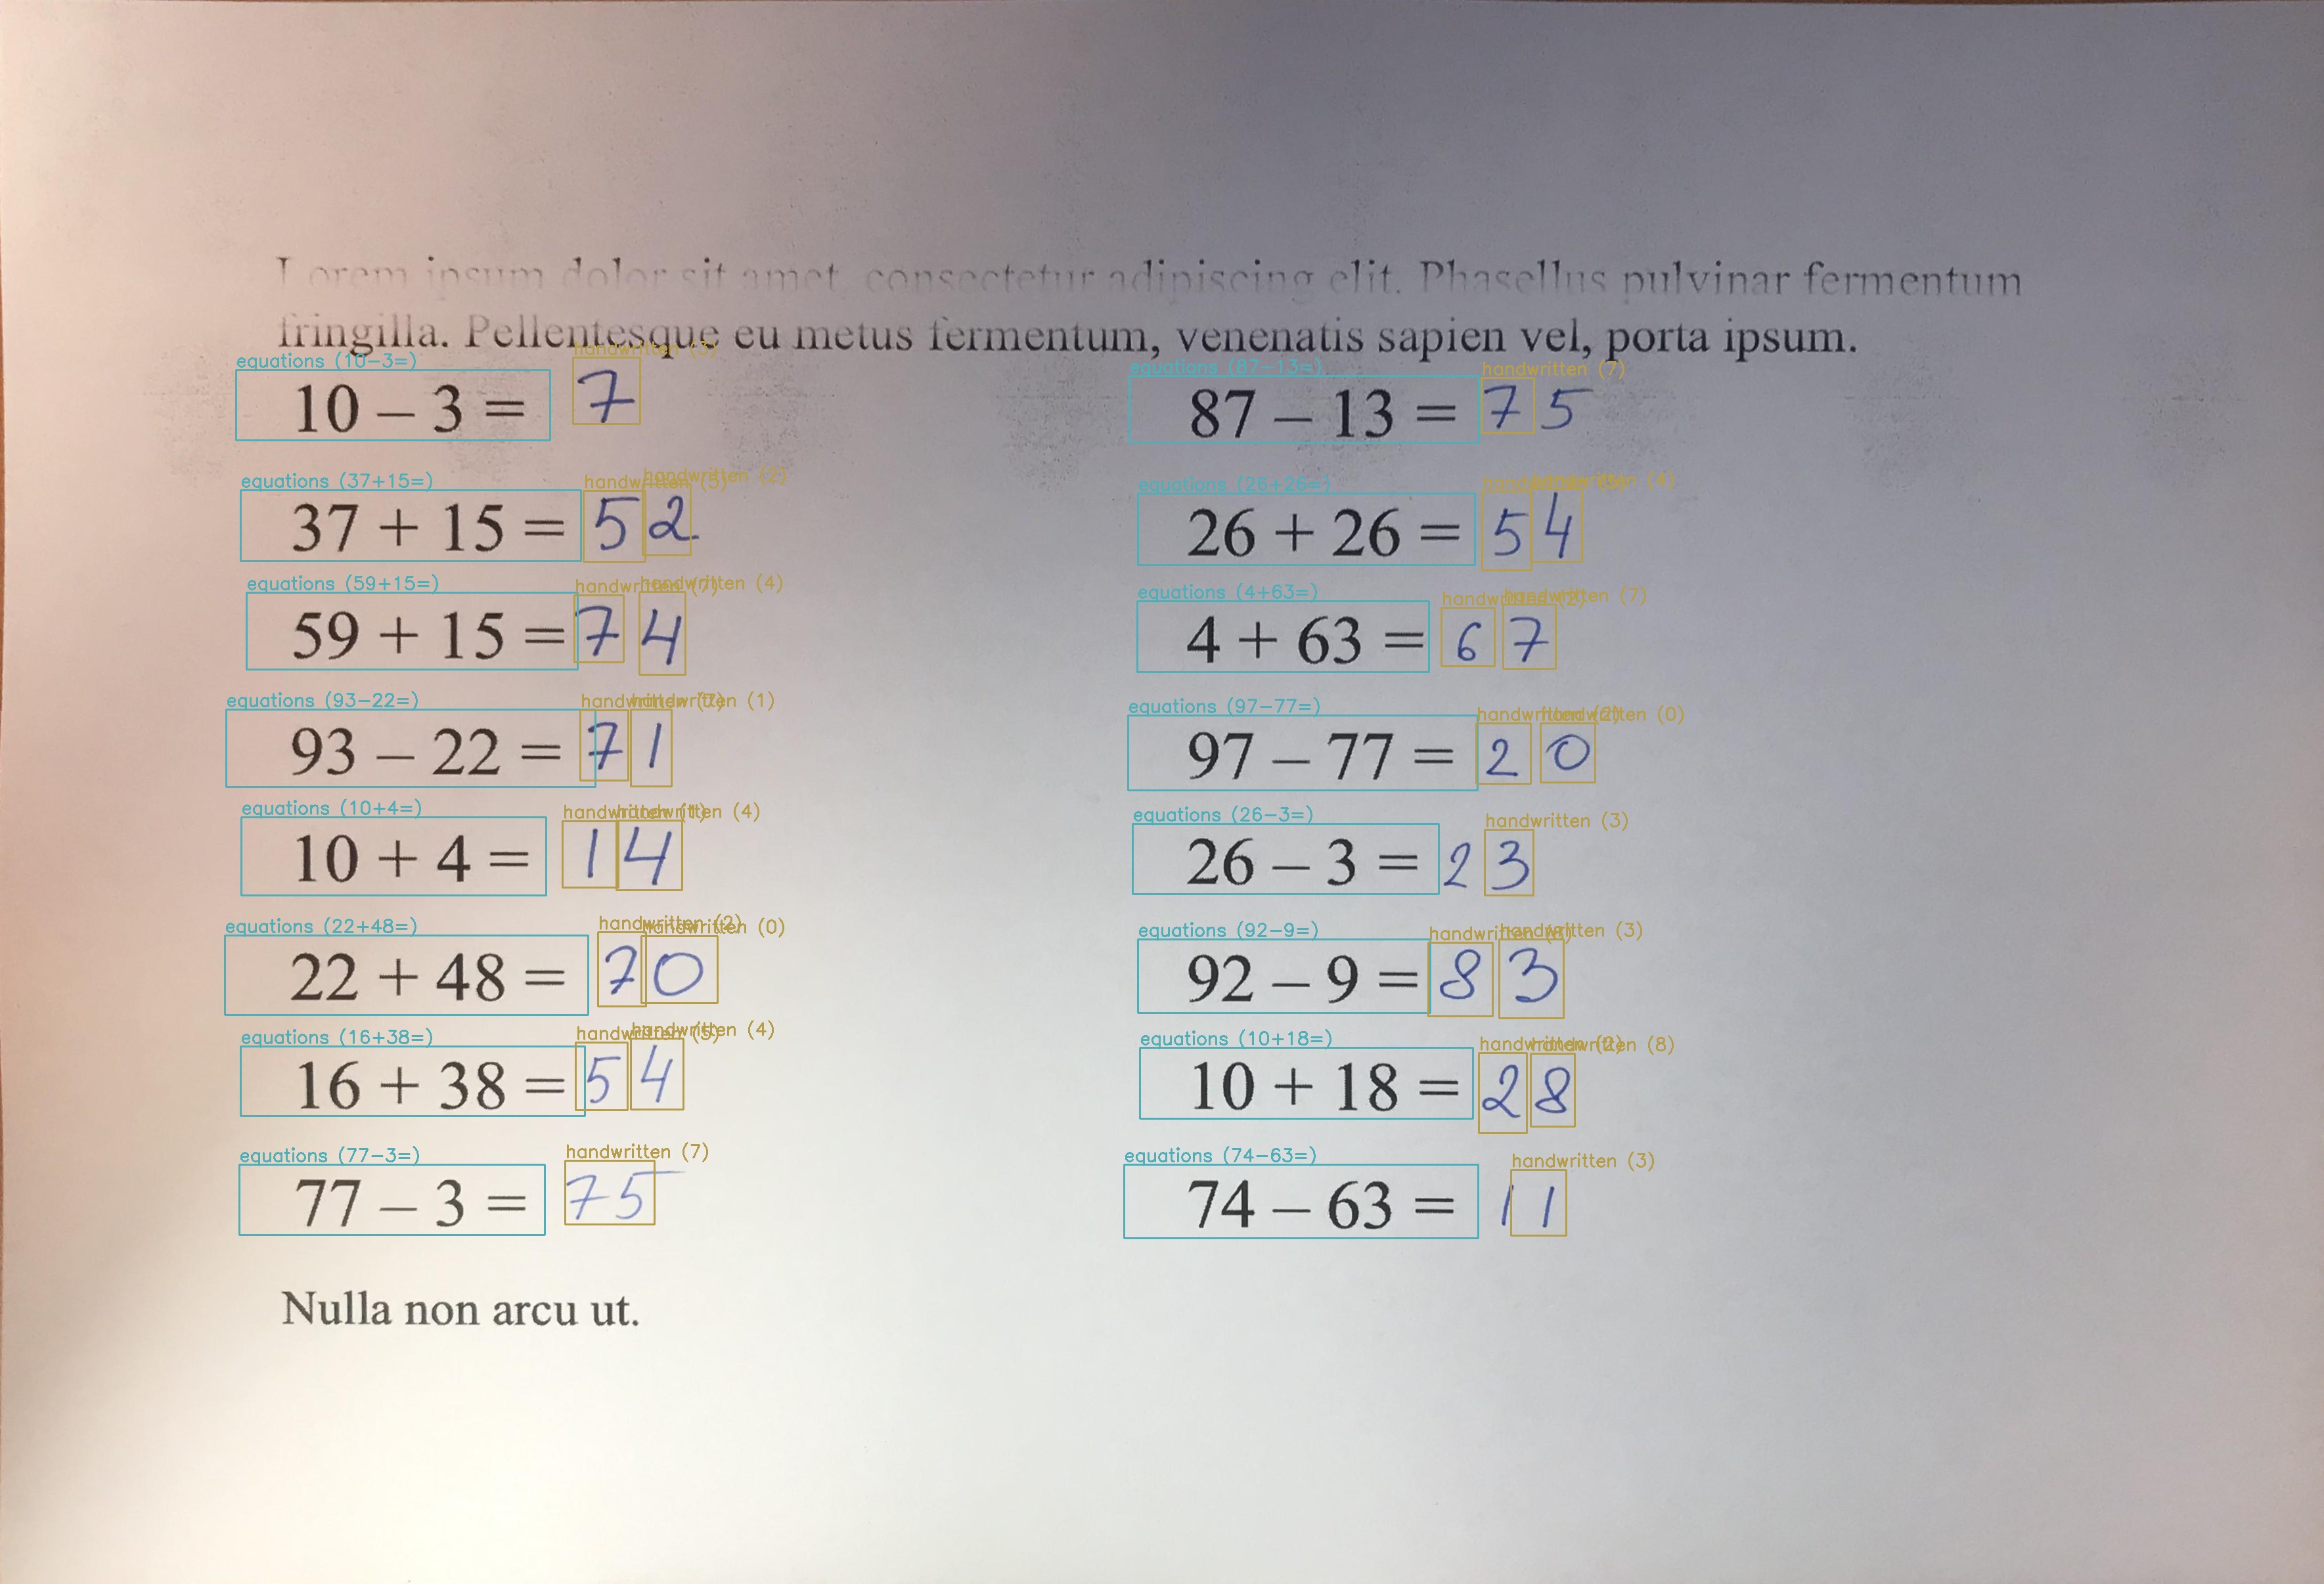 Lorem ipsum dolor sit amet, consectetur adipiscing elit. Phasellus pulvinar fermentum
fringilla. Pellentesque eu metus fermentum, venenatis sapien vel, porta ipsum.
equations (10-3=) handwritten (3)
10 – 3 = 7
equations (87-13=) handwritten (7)
87 – 13 = 75
equations (37+15=) handwritten (5) handwritten (2)
37 + 15 = 52
equations (26+26=) handwritten (4)
26 + 26 = 54
equations (59+15=) handwritten (7) handwritten (4)
59 + 15 = 74
equations (4+63=) handwritten (2) handwritten (7)
4 + 63 = 67
equations (93-22=) handwritten (7) handwritten (1)
93 – 22 = 71
equations (97-77=) handwritten (2) handwritten (0)
97 – 77 = 20
equations (10+4=) handwritten (1) handwritten (4)
10 + 4 = 14
equations (26-3=) handwritten (3)
26 – 3 = 23
equations (22+48=) handwritten (2) handwritten (0)
22 + 48 = 70
equations (92-9=) handwritten handwritten (3)
92 – 9 = 83
equations (16+38=) handwritten (5) handwritten (4)
16 + 38 = 54
equations (10+18=) handwritten (2) handwritten (8)
10 + 18 = 28
equations (77-3=) handwritten (7)
77 – 3 = 75
equations (74-63=) handwritten (3)
74 – 63 = 11
Nulla non arcu ut.